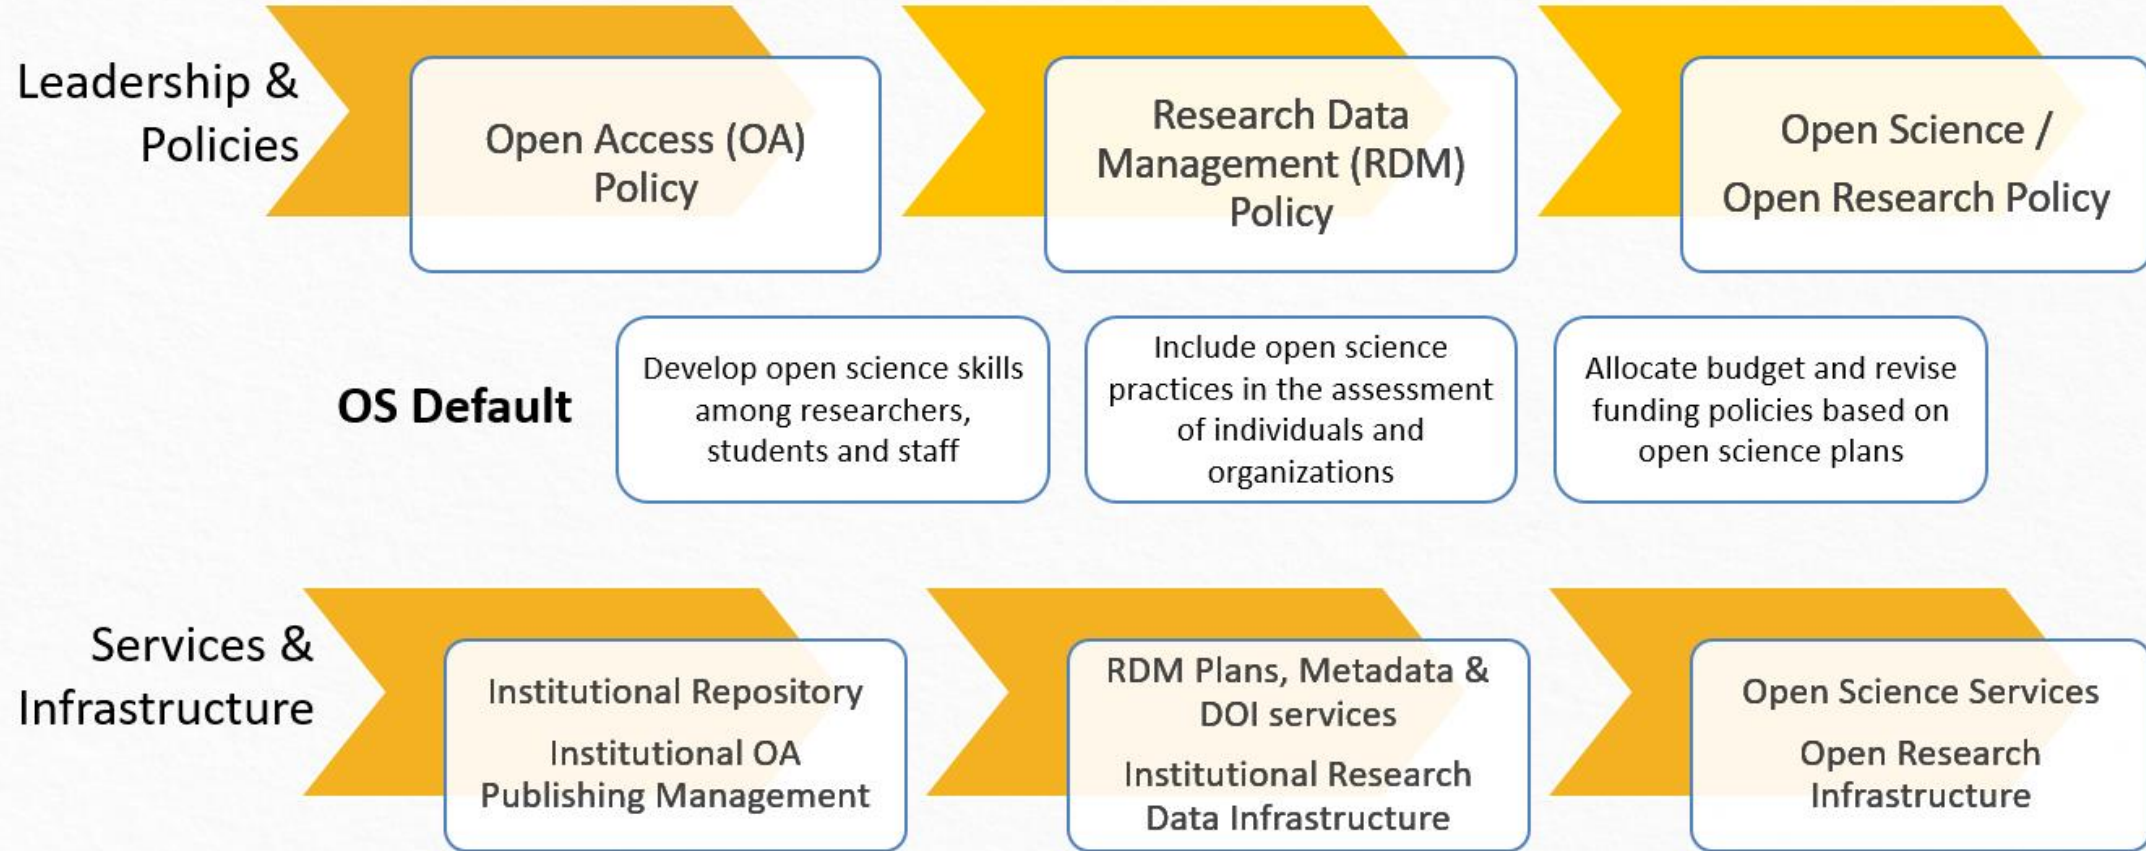 Leadership &
Policies
Open Access (OA)
Policy
Research Data
Management (RDM)
Policy
Open Science /
Open Research Policy
OS Default
Develop open science skills
among researchers,
students and staff
Include open science
practices in the assessment
of individuals and
organizations
Allocate budget and revise
funding policies based on
open science plans
Services &
Infrastructure
Institutional Repository
Institutional OA
Publishing Management
RDM Plans, Metadata &
DOI services
Institutional Research
Data Infrastructure
Open Science Services
Open Research
Infrastructure